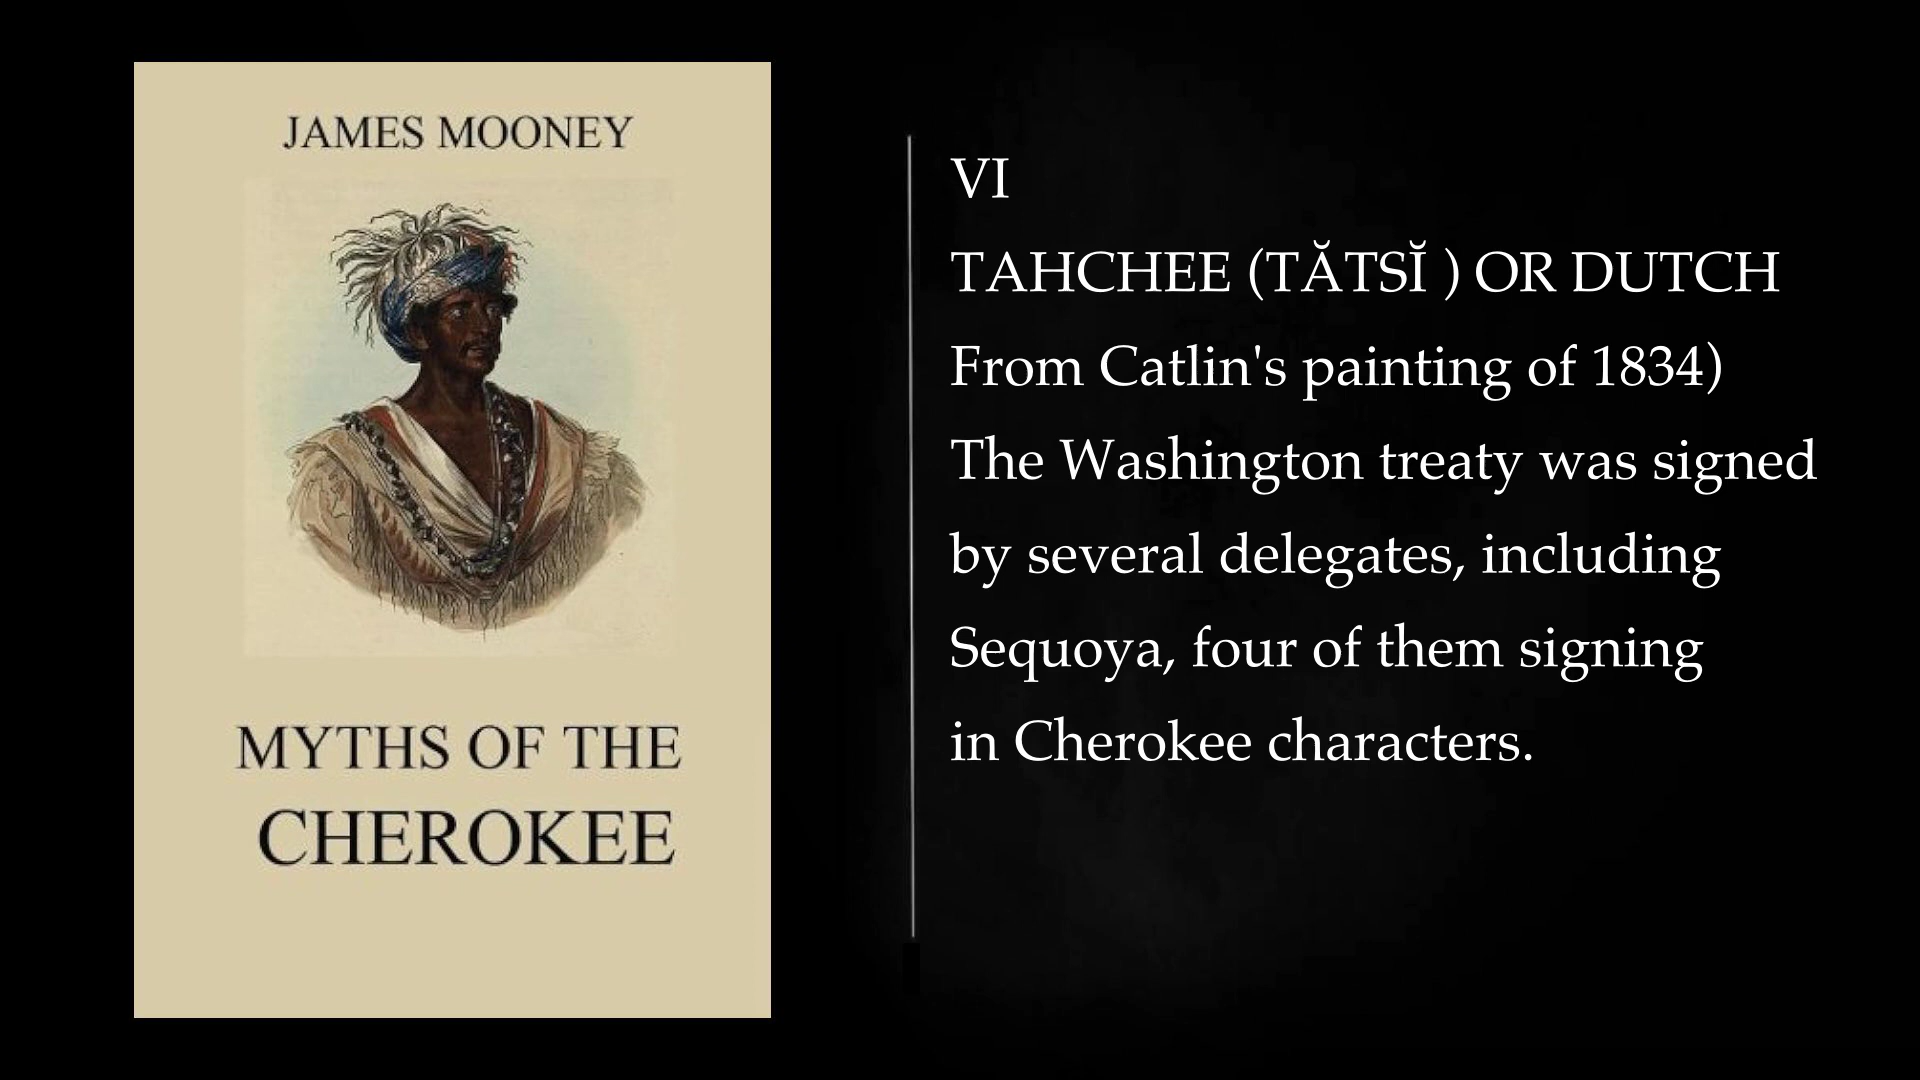 JAMES MOONEY
MYTHS OF THE
CHEROKEE
VI
TAHCHEE (TĂTSĬ ) OR DUTCH
From Catlin's painting of 1834)
The Washington treaty was signed
by several delegates, including
Sequoya, four of them signing
in Cherokee characters.